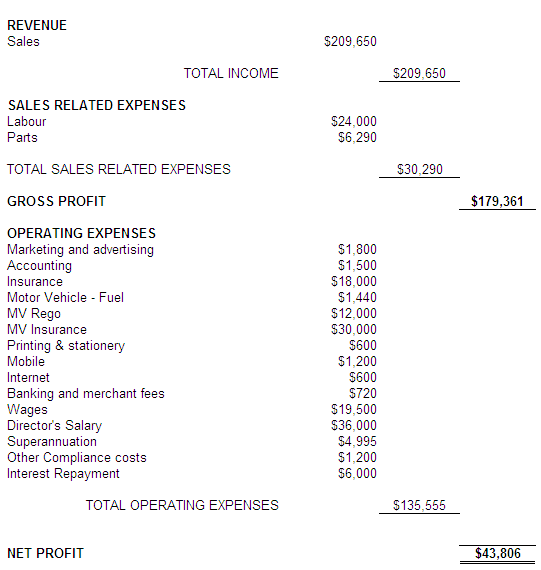 REVENUE
Sales $209,650
TOTAL INCOME $209,650
SALES RELATED EXPENSES
Labour $24,000
Parts $6,290
TOTAL SALES RELATED EXPENSES $30,290
GROSS PROFIT $179,361
OPERATING EXPENSES
Marketing and advertising $1,800
Accounting $1,500
Insurance $18,000
Motor Vehicle - Fuel $1,440
MV Rego $12,000
MV Insurance $30,000
Printing & stationery $600
Mobile $1,200
Internet $600
Banking and merchant fees $720
Wages $19,500
Director's Salary $36,000
Superannuation $4,995
Other Compliance costs $1,200
Interest Repayment $6,000
TOTAL OPERATING EXPENSES $135,555
NET PROFIT $43,806